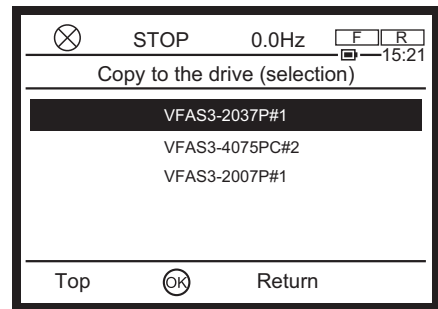 STOP 0.0Hz F R
15:21
Copy to the drive (selection)
VFAS3-2037P#1
VFAS3-4075PC#2
VFAS3-2007P#1
Top OK Return